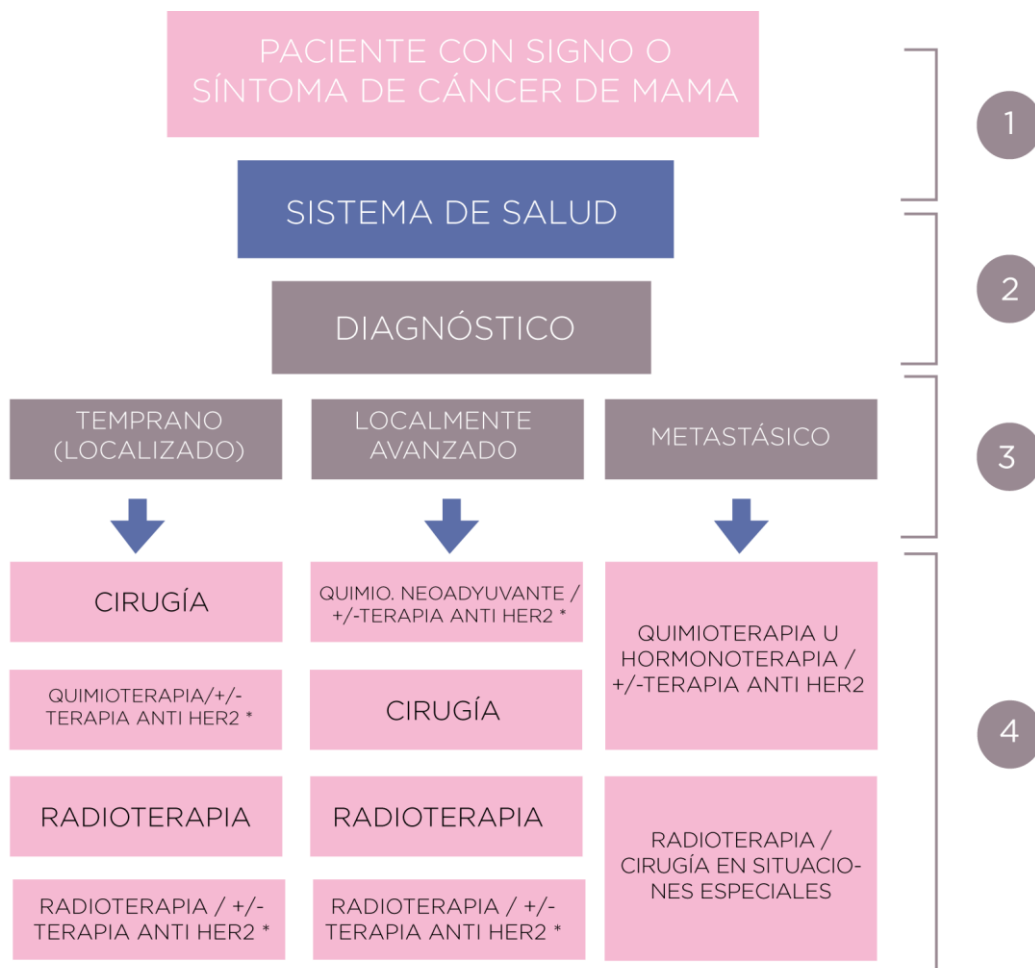 PACIENTE CON SIGNO O
SÍNTOMA DE CÁNCER DE MAMA
1
SISTEMA DE SALUD
2
DIAGNÓSTICO
TEMPRANO
(LOCALIZADO)
LOCALMENTE
AVANZADO
METASTÁSICO
3
CIRUGÍA
QUIMIOTERAPIA/+/-
TERAPIA ANTI HER2 *
RADIOTERAPIA
RADIOTERAPIA / +/-
TERAPIA ANTI HER2 *
QUIMIO. NEOADYUVANTE /
+/-TERAPIA ANTI HER2 *
CIRUGÍA
RADIOTERAPIA
RADIOTERAPIA / +/-
TERAPIA ANTI HER2 *
QUIMIOTERAPIA U
HORMONOTERAPIA /
+/-TERAPIA ANTI HER2
RADIOTERAPIA /
CIRUGÍA EN SITUACIO-
NES ESPECIALES
4